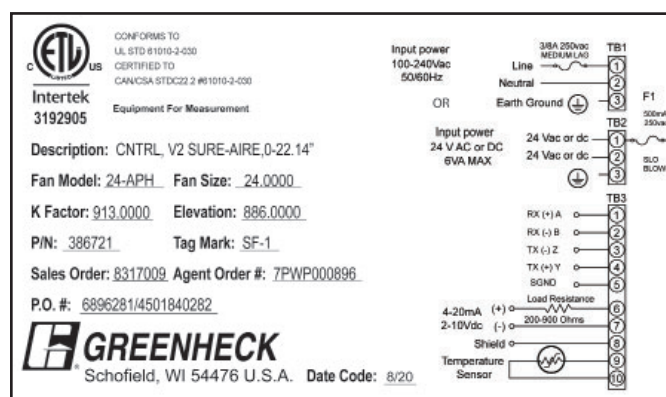 CONFORMS TO
UL STD 61010-2-030
CERTIFIED TO
CAN/CSA STDC22.2 #61010-2-030
ETL
LISTED
C US
Intertek
3192905
Equipment For Measurement
Description: CNTRL, V2 SURE-AIRE,0-22.14"
Fan Model: 24-APH Fan Size: 24.0000
K Factor: 913.0000 Elevation: 886.0000
P/N: 386721 Tag Mark: SF-1
Sales Order: 8317009 Agent Order #: 7PWP000896
P.O. #: 6896281/4501840282
GREENHECK
Schofield, WI 54476 U.S.A. Date Code: 8/20
Input power
100-240Vac
50/60Hz
OR
Input power
24 V AC or DC
6VA MAX
3/8A 250vac
MEDIUM LAG
TB1
Line 1
Neutral 2
Earth Ground 3
F1
500mA
250vac
SLO
BLOW
TB2
24 Vac or dc 1
24 Vac or dc 2
3
TB3
RX (+) A 1
RX (-) B 2
TX (-) Z 3
TX (+) Y 4
SGND 5
Load Resistance
4-20mA (+) 6
200-900 Ohms
2-10Vdc (-) 7
Shield 8
Temperature
Sensor
9
10